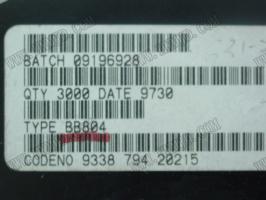 BATCH 09196928
QTY 3000 DATE 9730
TYPE BB804
CODENO 9338 794 20215